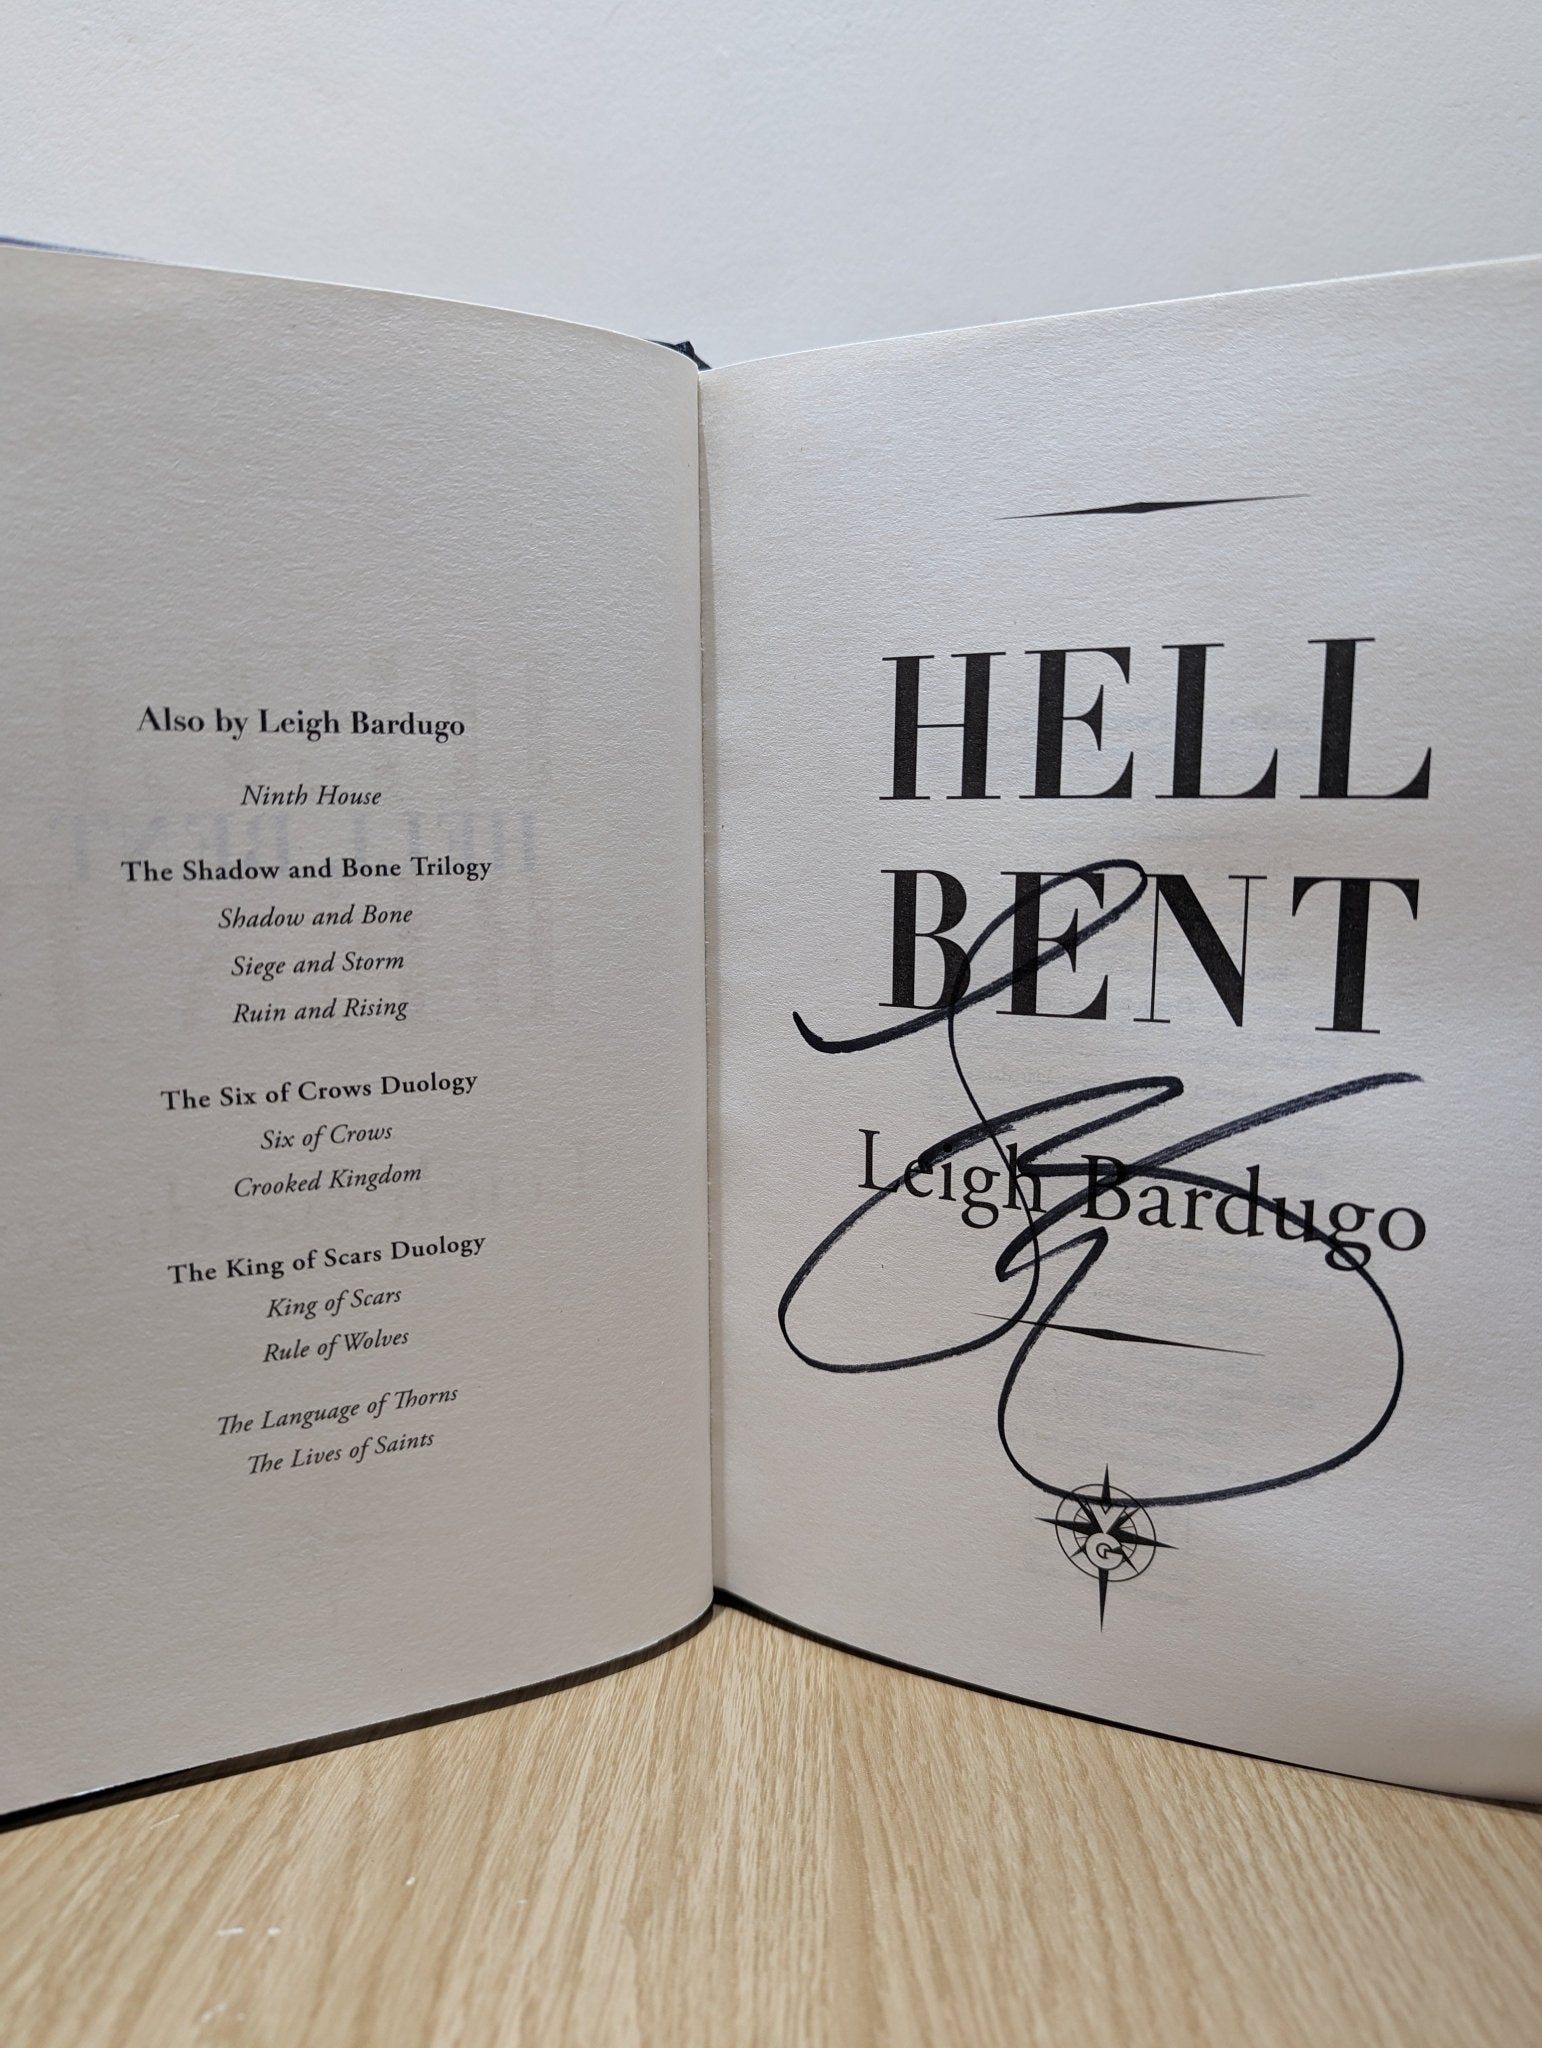 Also by Leigh Bardugo
Ninth House
The Shadow and Bone Trilogy
Shadow and Bone
Siege and Storm
Ruin and Rising
The Six of Crows Duology
Six of Crows
Crooked Kingdom
The King of Scars Duology
King of Scars
Rule of Wolves
The Language of Thorns
The Lives of Saints
HELL
BENT
Leigh Bardugo